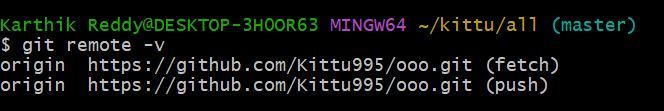 Karthik Reddy@DESKTOP-3HOOR63 MINGW64 ~/kittu/all (master)
$ git remote -v
origin  https://github.com/Kittu995/ooo.git (fetch)
origin  https://github.com/Kittu995/ooo.git (push)